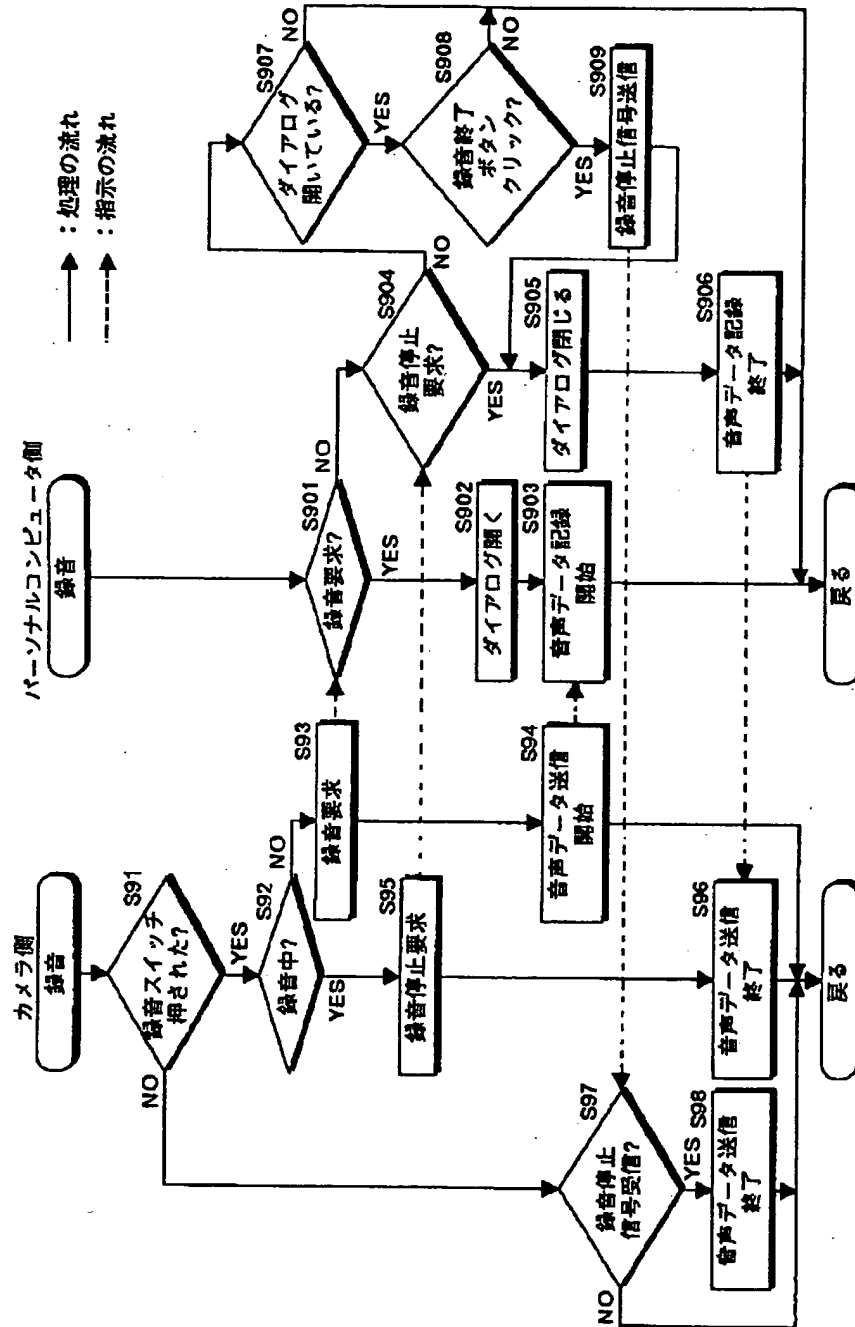 カメラ側
録音
S91
録音スイッチ
押された?
NO
YES
S92
録音中?
NO
YES
S93
録音要求
S95
録音停止要求
S94
音声データ送信
開始
S96
音声データ送信
終了
S97
録音停止
信号受信?
NO
YES
S98
音声データ送信
終了
戻る
パーソナルコンピュータ側
録音
S901
録音要求?
NO
YES
S902
ダイアログ開く
S903
音声データ記録
開始
S904
録音停止
要求?
NO
YES
S905
ダイアログ閉じる
S906
音声データ記録
終了
S907
ダイアログ
開いている?
NO
YES
S908
録音終了
ボタン
クリック?
NO
YES
S909
録音停止信号送信
戻る
:処理の流れ
:指示の流れ